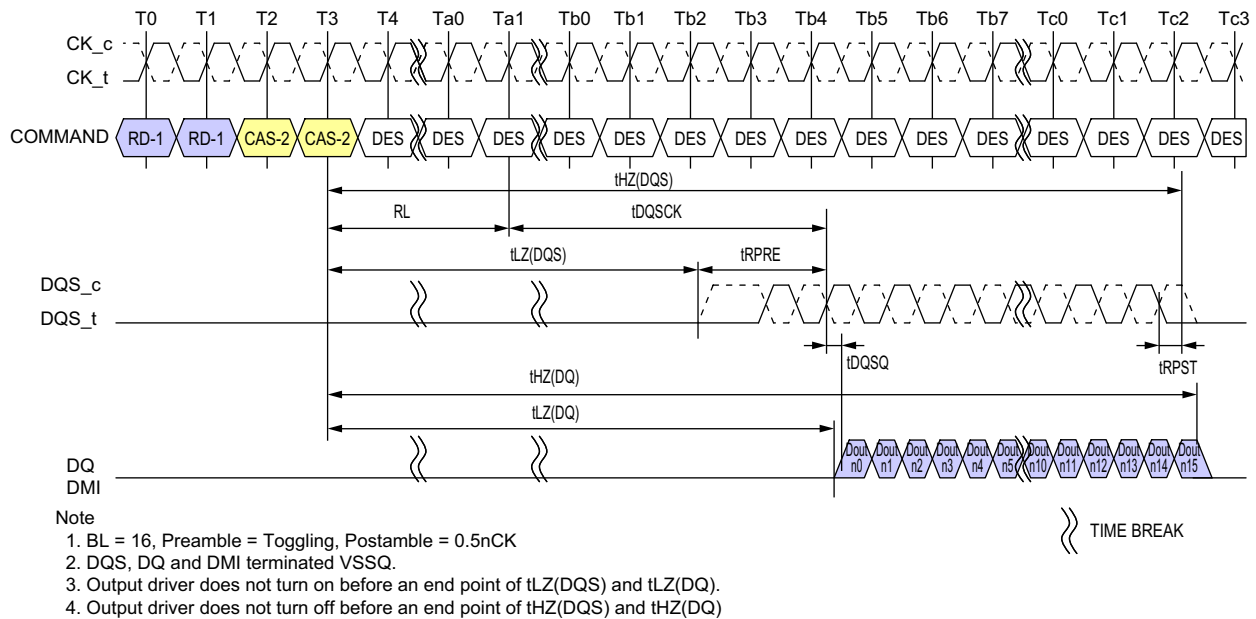 T0 T1 T2 T3 T4 Ta0 Ta1 Tb0 Tb1 Tb2 Tb3 Tb4 Tb5 Tb6 Tb7 Tc0 Tc1 Tc2 Tc3
CK_c
CK_t
COMMAND RD-1 RD-1 CAS-2 CAS-2 DES DES DES DES DES DES DES DES DES DES DES DES DES DES DES
tHZ(DQS)
RL tDQSCK
tLZ(DQS) tRPRE
DQS_c
DQS_t
tDQSQ tRPST
tHZ(DQ)
tLZ(DQ)
Dout Dout Dout Dout Dout Dout Dout Dout Dout Dout Dout Dout
n0 n1 n2 n3 n4 n5 n10 n11 n12 n13 n14 n15
DQ
DMI
Note
1. BL = 16, Preamble = Toggling, Postamble = 0.5nCK
2. DQS, DQ and DMI terminated VSSQ.
3. Output driver does not turn on before an end point of tLZ(DQS) and tLZ(DQ).
4. Output driver does not turn off before an end point of tHZ(DQS) and tHZ(DQ)
TIME BREAK